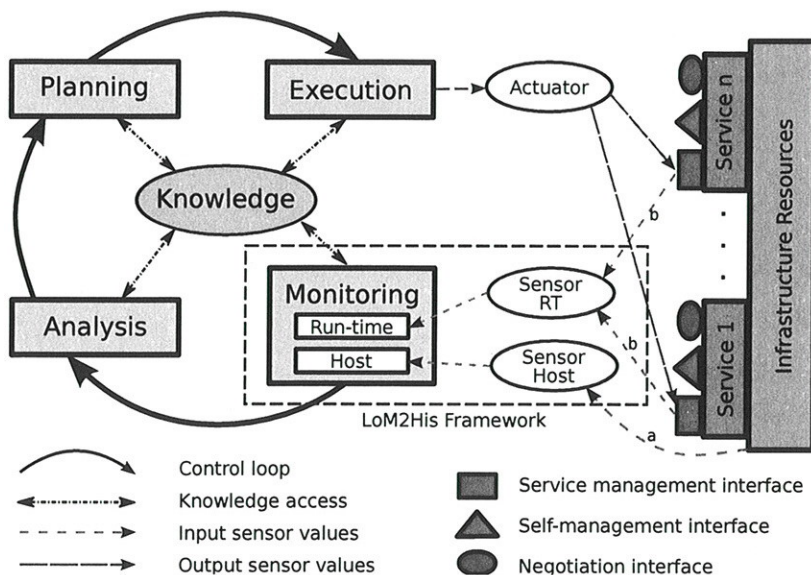 Planning
Execution
Actuator
Service n
Infrastructure Resources
Knowledge
b
Monitoring
Run-time
Host
Sensor
RT
Sensor
Host
Analysis
b
Service 1
a
LoM2His Framework
Control loop
Knowledge access
Input sensor values
Output sensor values
Service management interface
Self-management interface
Negotiation interface